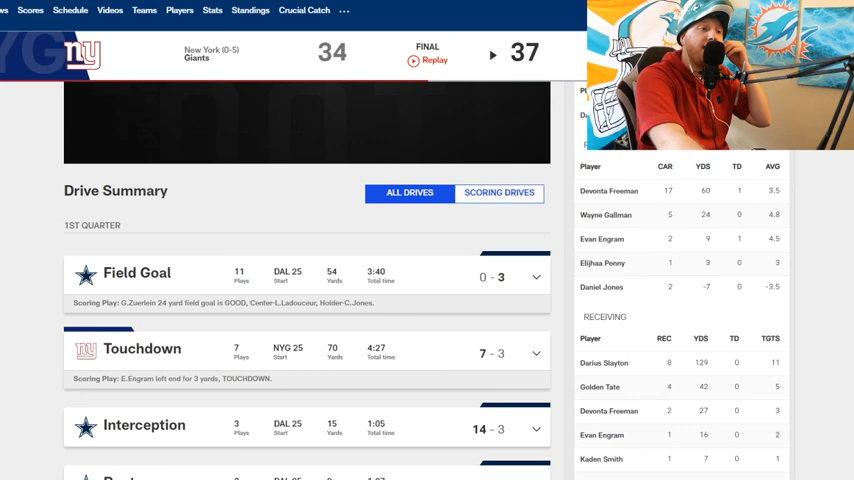 ws Scores Schedule Videos Teams Players Stats Standings Crucial Catch ...
New York (0-5)
Giants
34
FINAL
Replay
37
Drive Summary
ALL DRIVES
SCORING DRIVES
1ST QUARTER
Field Goal
11 DAL 25 54 3:40
Plays Start Yards Total time
0 - 3
Scoring Play: G.Zuerlein 24 yard field goal is GOOD, Center-L.Ladouceur, Holder-C.Jones.
Touchdown
7 NYG 25 70 4:27
Plays Start Yards Total time
7 - 3
Scoring Play: E.Engram left end for 3 yards, TOUCHDOWN.
Interception
3 DAL 25 15 1:05
Plays Start Yards Total time
14 - 3
Player CAR YDS TD AVG
Devonta Freeman 17 60 1 3.5
Wayne Gallman 5 24 0 4.8
Evan Engram 2 9 1 4.5
Elijhaa Penny 1 3 0 3
Daniel Jones 2 -7 0 -3.5
RECEIVING
Player REC YDS TD TGTS
Darius Slayton 8 129 0 11
Golden Tate 4 42 0 5
Devonta Freeman 2 27 0 3
Evan Engram 1 16 0 2
Kaden Smith 1 7 0 1